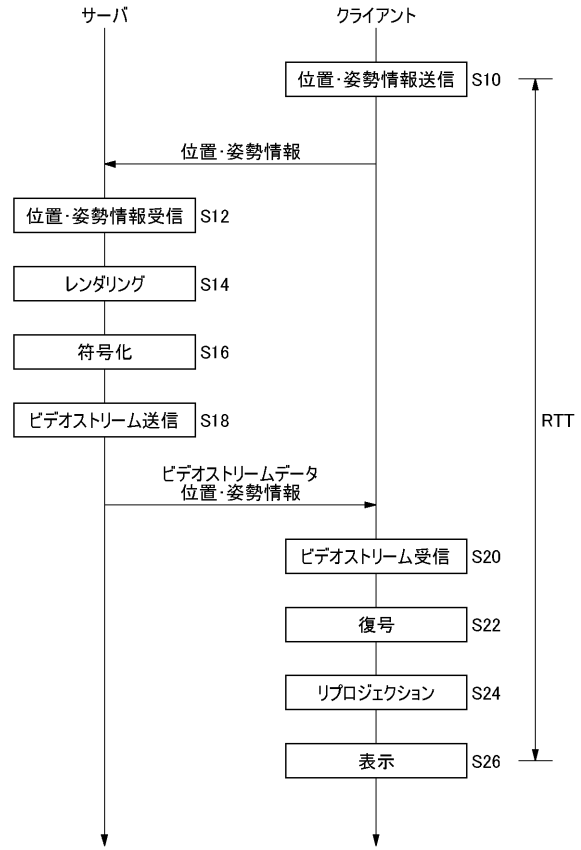 サーバ
クライアント
位置・姿勢情報送信 S10
位置・姿勢情報
位置・姿勢情報受信 S12
レンダリング S14
符号化 S16
ビデオストリーム送信 S18
RTT
ビデオストリームデータ
位置・姿勢情報
ビデオストリーム受信 S20
復号 S22
リプロジェクション S24
表示 S26